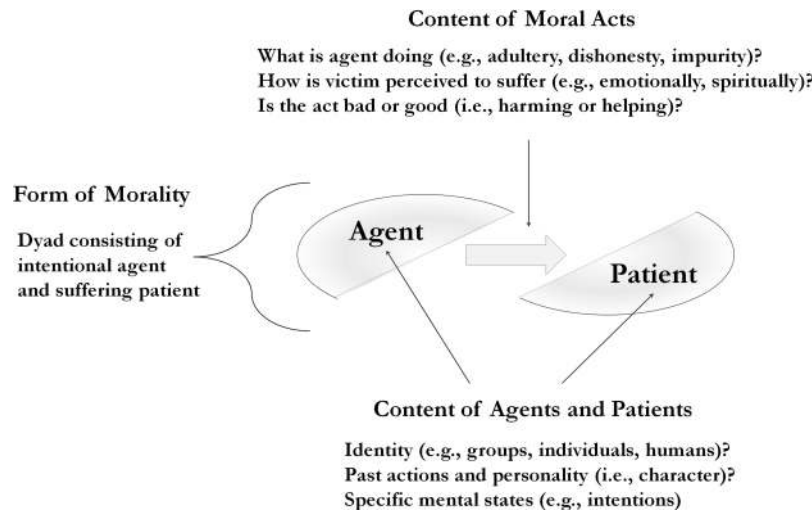 Content of Moral Acts
What is agent doing (e.g., adultery, dishonesty, impurity)?
How is victim perceived to suffer (e.g., emotionally, spiritually)?
Is the act bad or good (i.e., harming or helping)?
Form of Morality
Dyad consisting of
intentional agent
and suffering patient
Agent
Patient
Content of Agents and Patients
Identity (e.g., groups, individuals, humans)?
Past actions and personality (i.e., character)?
Specific mental states (e.g., intentions)